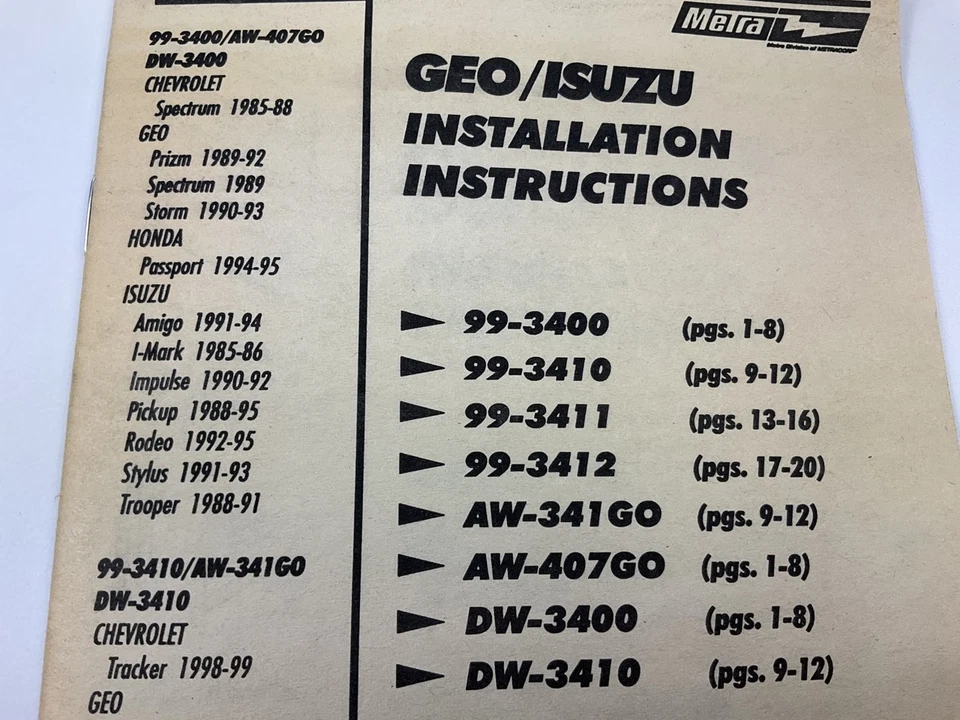 99-3400/AW-407GO
DW-3400
CHEVROLET
Spectrum 1985-88
GEO
Prizm 1989-92
Spectrum 1989
Storm 1990-93
HONDA
Passport 1994-95
ISUZU
Amigo 1991-94
I-Mark 1985-86
Impulse 1990-92
Pickup 1988-95
Rodeo 1992-95
Stylus 1991-93
Trooper 1988-91
99-3410/AW-341GO
DW-3410
CHEVROLET
Tracker 1998-99
GEO
Metra
Metra Division of METRACORP
GEO/ISUZU
INSTALLATION
INSTRUCTIONS
99-3400 (pgs. 1-8)
99-3410 (pgs. 9-12)
99-3411 (pgs. 13-16)
99-3412 (pgs. 17-20)
AW-341GO (pgs. 9-12)
AW-407GO (pgs. 1-8)
DW-3400 (pgs. 1-8)
DW-3410 (pgs. 9-12)